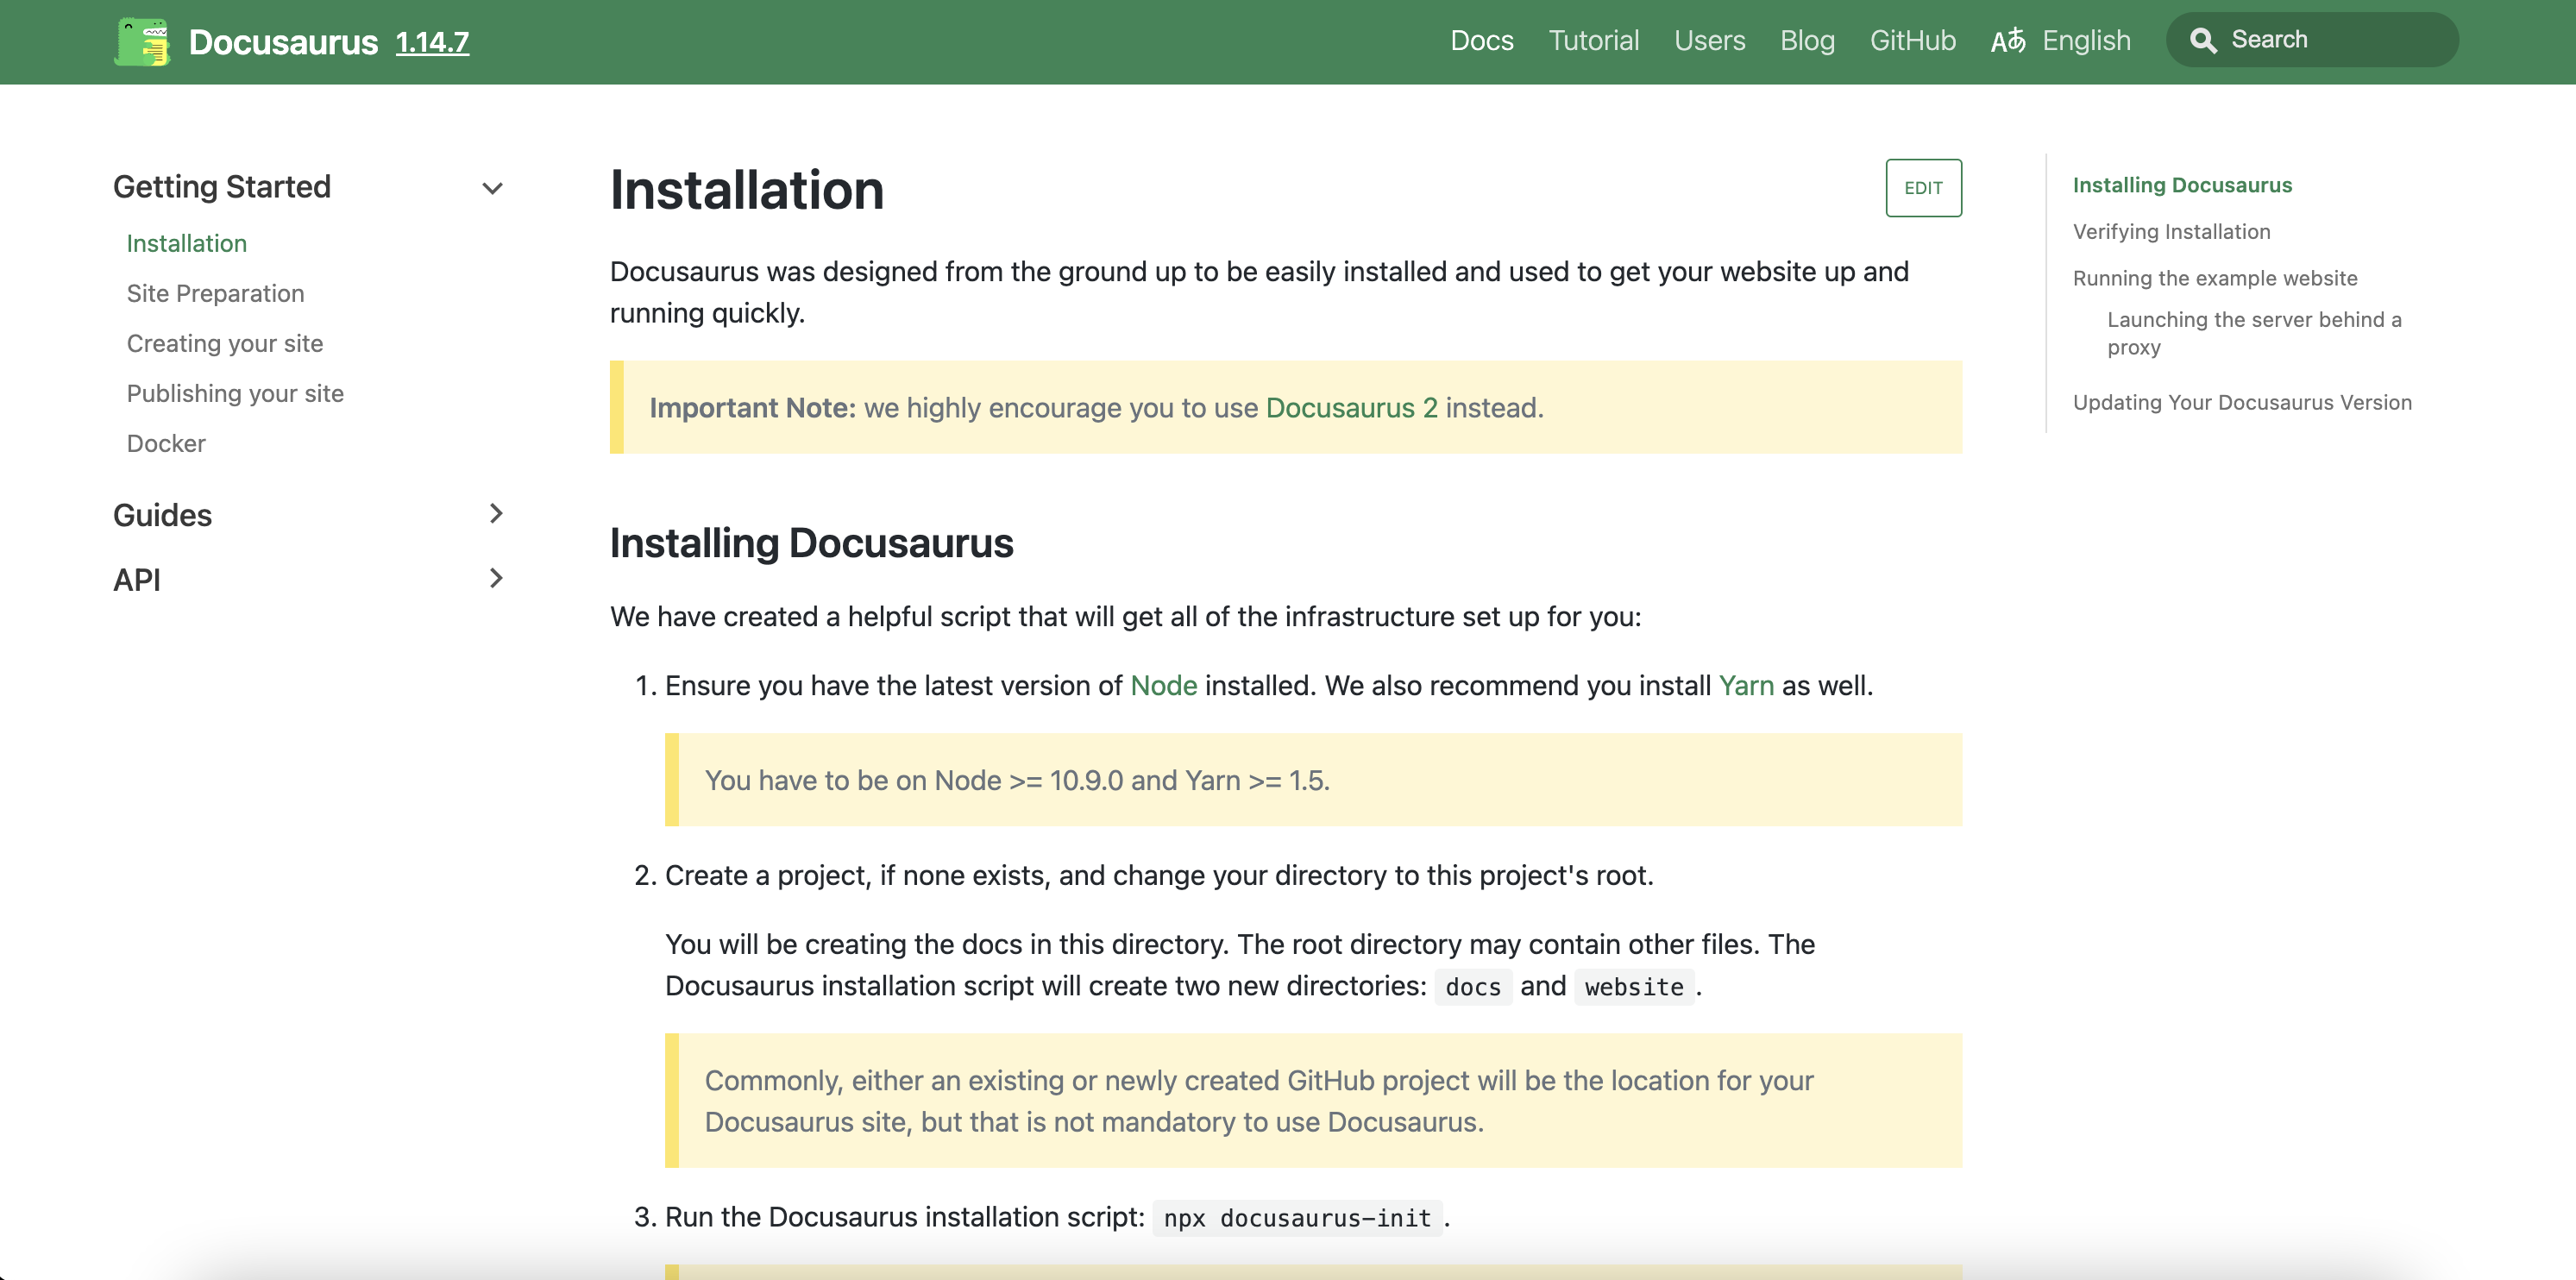 Docusaurus 1.14.7
Docs Tutorial Users Blog GitHub Aあ English Search
Getting Started
Installation
Site Preparation
Creating your site
Publishing your site
Docker
Guides
API
Installation
EDIT
Docusaurus was designed from the ground up to be easily installed and used to get your website up and
running quickly.
Important Note: we highly encourage you to use Docusaurus 2 instead.
Installing Docusaurus
We have created a helpful script that will get all of the infrastructure set up for you:
1. Ensure you have the latest version of Node installed. We also recommend you install Yarn as well.
You have to be on Node >= 10.9.0 and Yarn >= 1.5.
2. Create a project, if none exists, and change your directory to this project's root.
You will be creating the docs in this directory. The root directory may contain other files. The
Docusaurus installation script will create two new directories: docs and website.
Commonly, either an existing or newly created GitHub project will be the location for your
Docusaurus site, but that is not mandatory to use Docusaurus.
3. Run the Docusaurus installation script: npx docusaurus-init.
Installing Docusaurus
Verifying Installation
Running the example website
Launching the server behind a
proxy
Updating Your Docusaurus Version